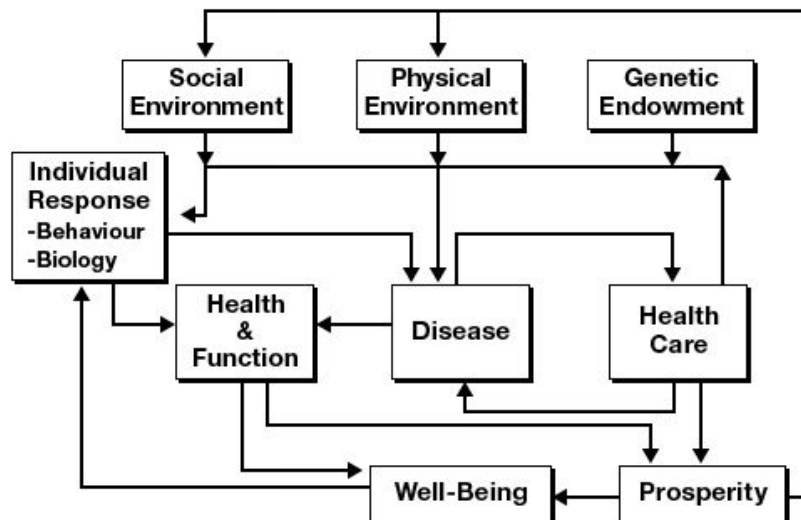 Social
Environment
Physical
Environment
Genetic
Endowment
Individual
Response
-Behaviour
-Biology
Health
&
Function
Disease
Health
Care
Well-Being
Prosperity